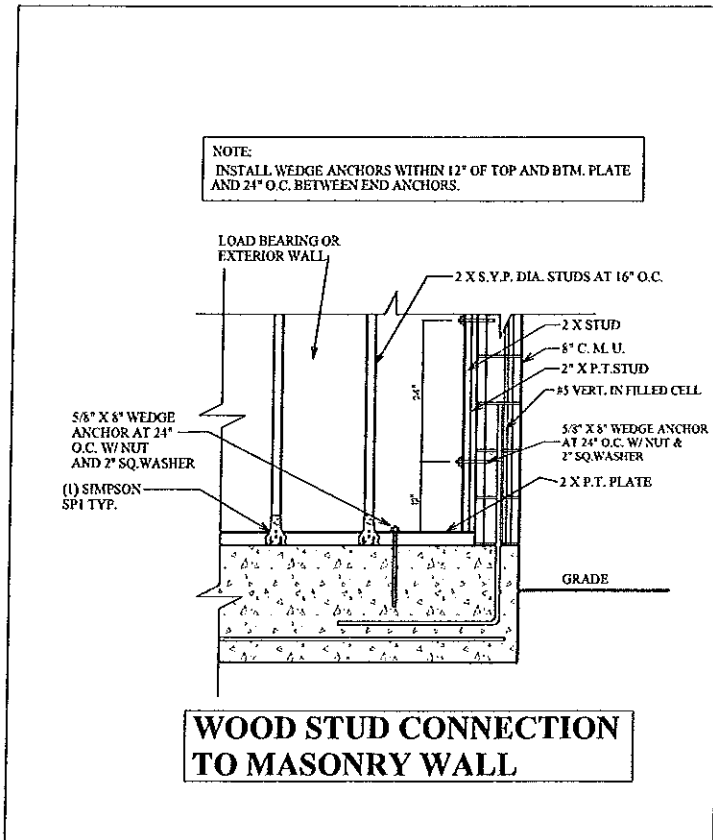 NOTE:
INSTALL WEDGE ANCHORS WITHIN 12" OF TOP AND BTM. PLATE
AND 24" O.C. BETWEEN END ANCHORS.
LOAD BEARING OR
EXTERIOR WALL
2 X S.Y.P. DIA. STUDS AT 16" O.C.
2 X STUD
8" C. M. U.
2" X P.T. STUD
#5 VERT. IN FILLED CELL
24"
5/8" X 8" WEDGE
ANCHOR AT 24"
O.C. W/ NUT
AND 2" SQ.WASHER
5/8" X 8" WEDGE ANCHOR
AT 24" O.C. W/ NUT &
2" SQ.WASHER
(1) SIMPSON
SP1 TYP.
12"
2 X P.T. PLATE
GRADE
WOOD STUD CONNECTION
TO MASONRY WALL